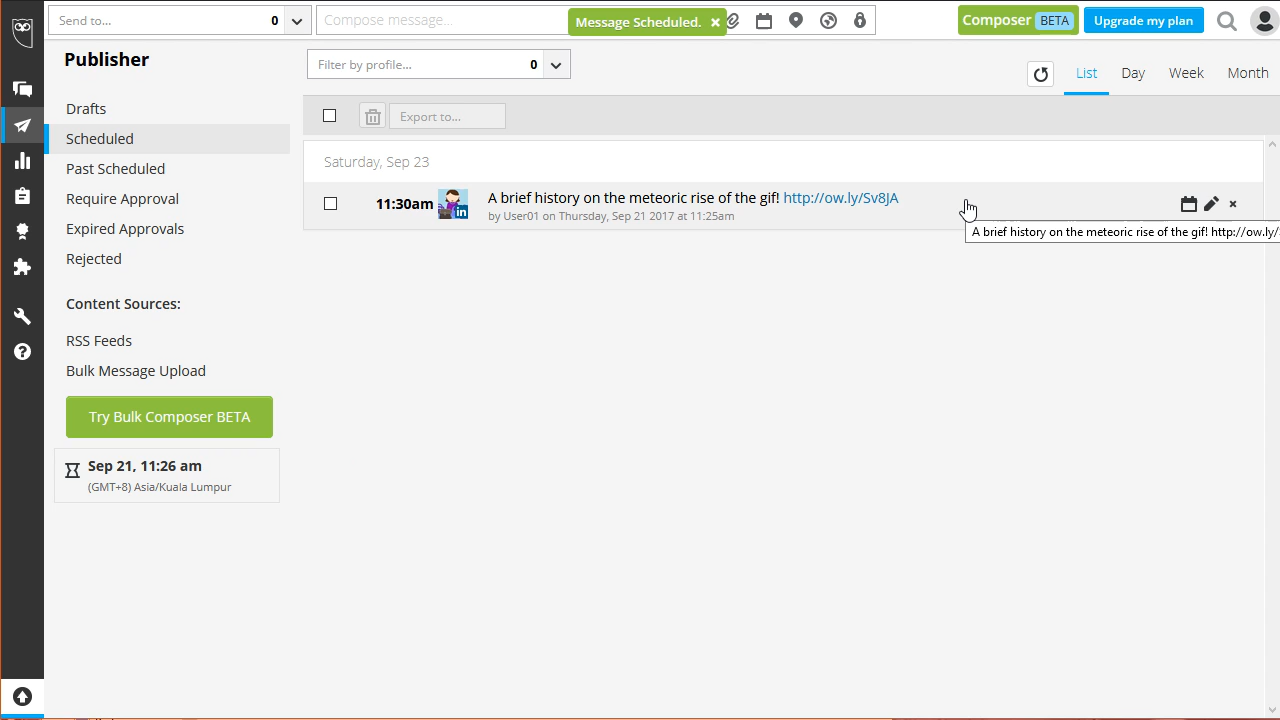 Send to...
0
Compose message...
Message Scheduled. ×
Composer BETA
Upgrade my plan
Publisher
Filter by profile...
0
List
Day
Week
Month
Drafts
Scheduled
Past Scheduled
Require Approval
Expired Approvals
Rejected
Content Sources:
RSS Feeds
Bulk Message Upload
Try Bulk Composer BETA
Sep 21, 11:26 am
(GMT+8) Asia/Kuala Lumpur
Export to...
Saturday, Sep 23
11:30am
in
A brief history on the meteoric rise of the gif! http://ow.ly/Sv8JA
by User01 on Thursday, Sep 21 2017 at 11:25am
A brief history on the meteoric rise of the gif! http://ow.ly/